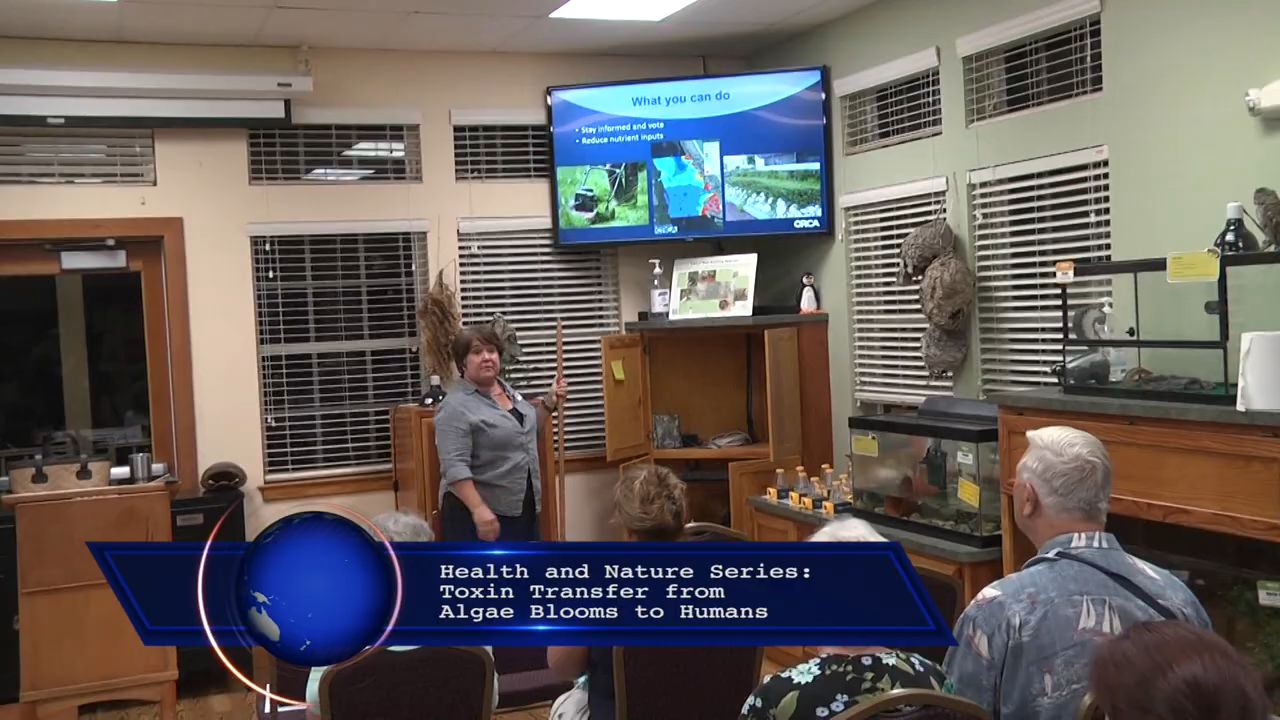 What you can do
• Stay informed and vote
• Reduce nutrient inputs
ORCA
Health and Nature Series:
Toxin Transfer from
Algae Blooms to Humans